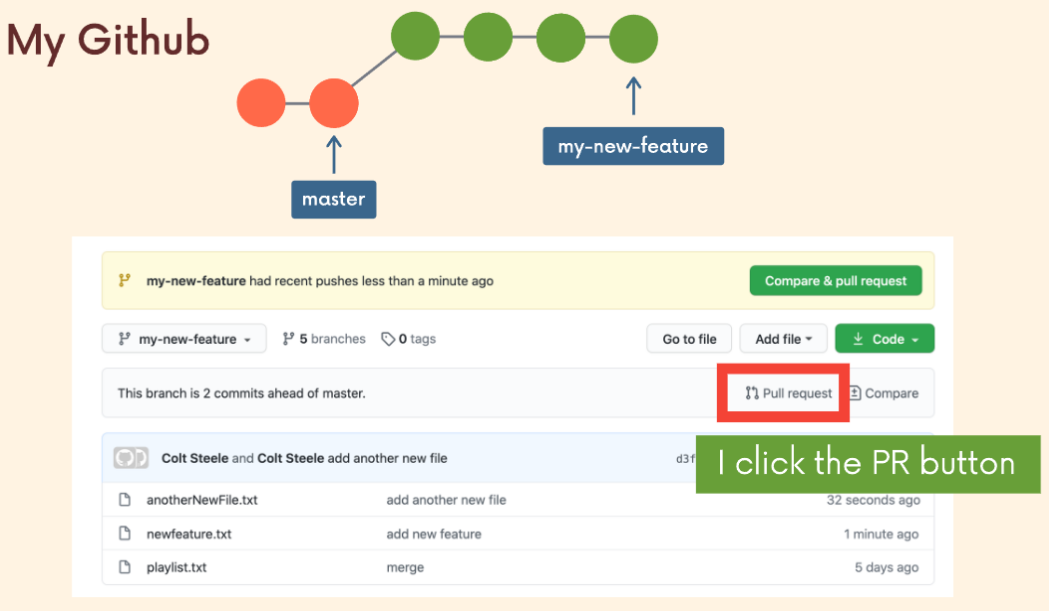 My Github
my-new-feature
master
my-new-feature had recent pushes less than a minute ago
Compare & pull request
my-new-feature
5 branches
0 tags
Go to file
Add file
Code
This branch is 2 commits ahead of master.
Pull request
Compare
Colt Steele and Colt Steele add another new file
d3f
I click the PR button
anotherNewFile.txt add another new file 32 seconds ago
newfeature.txt add new feature 1 minute ago
playlist.txt merge 5 days ago